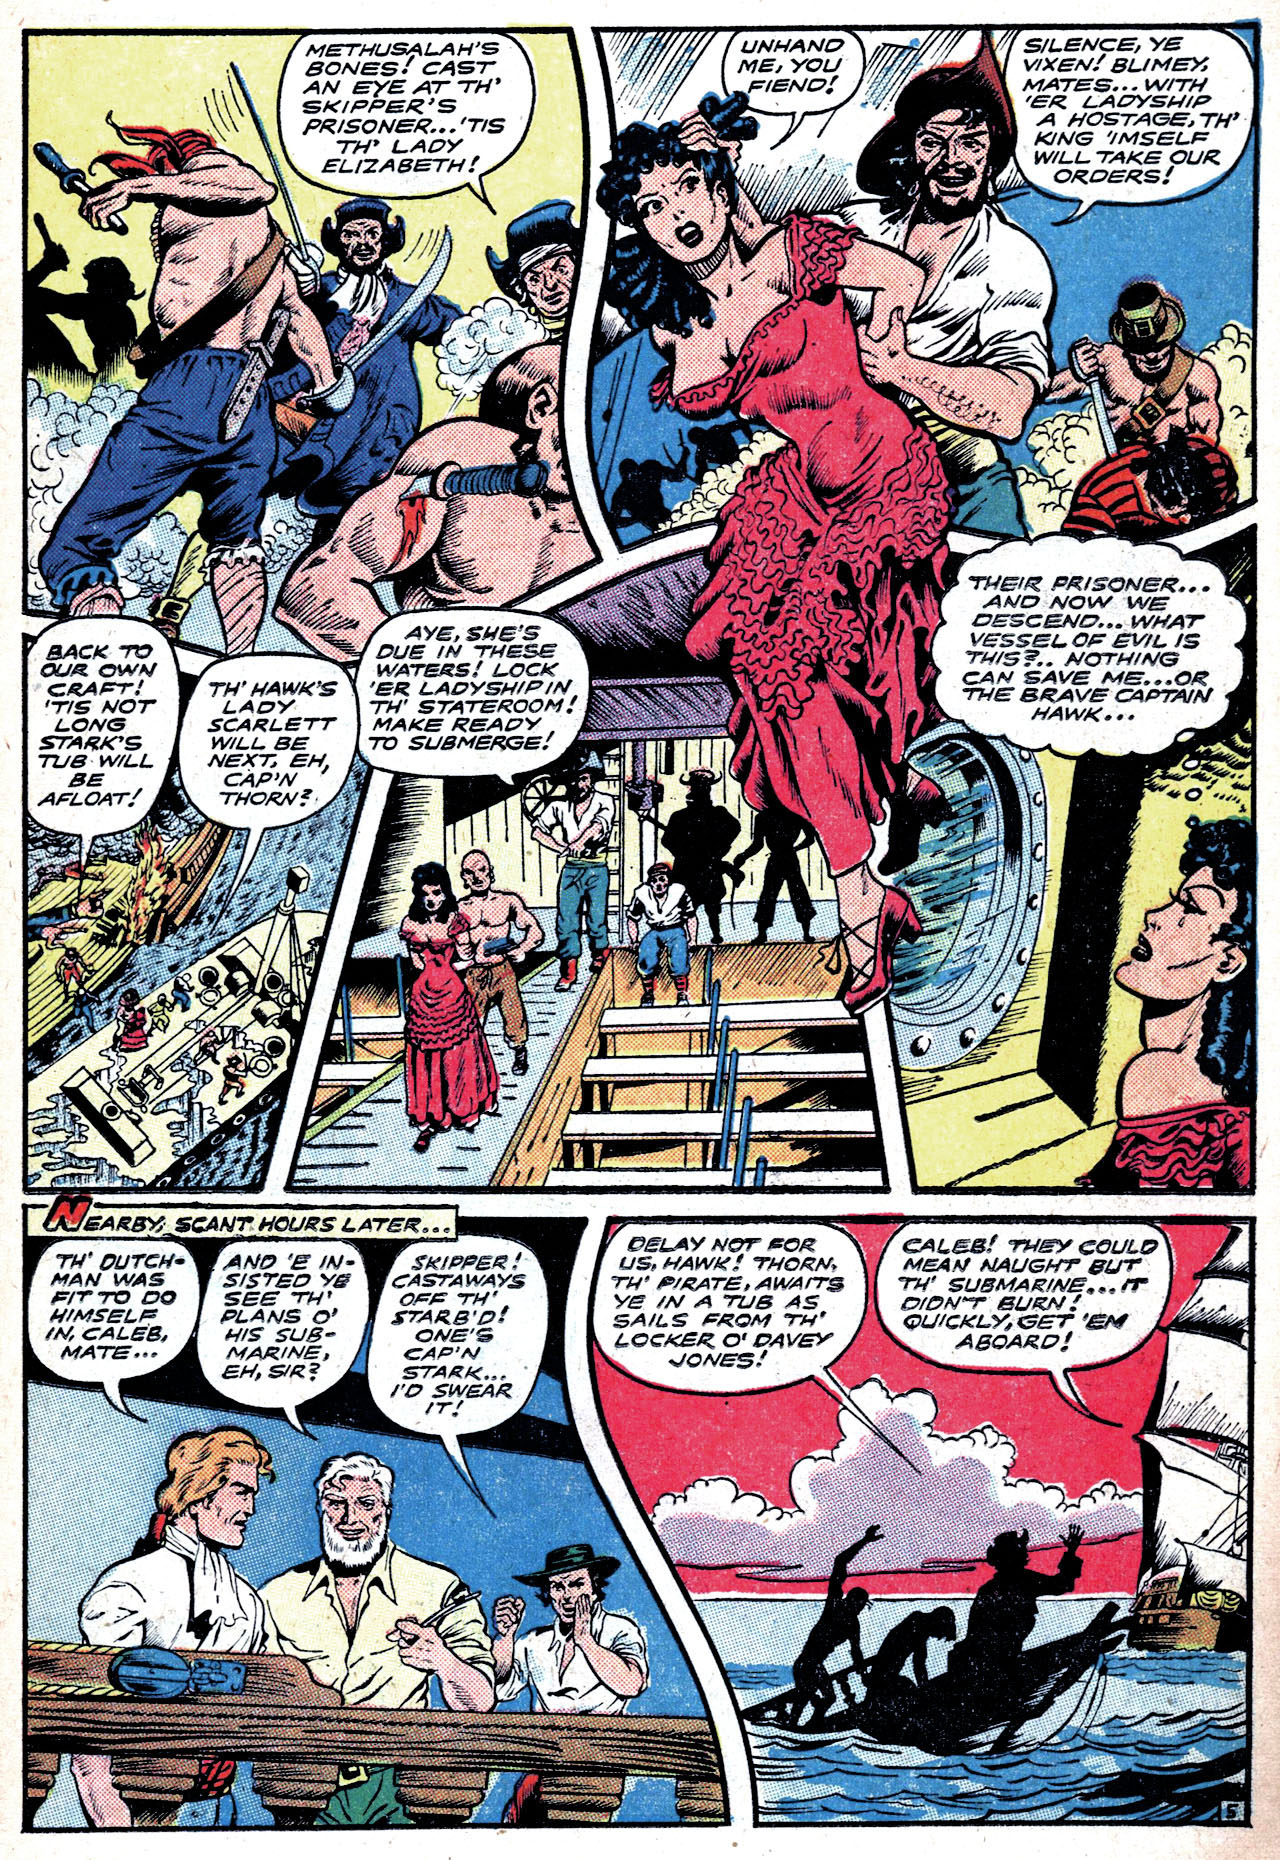 METHUSALAH'S
BONES! CAST
AN EYE AT TH'
SKIPPER'S
PRISONER...'TIS
TH' LADY
ELIZABETH!
UNHAND
ME, YOU
FIEND!
SILENCE, YE
VIXEN! BLIMEY,
MATES...WITH
'ER LADYSHIP
A HOSTAGE, TH'
KING 'IMSELF
WILL TAKE OUR
ORDERS!
BACK TO
OUR OWN
CRAFT!
'TIS NOT
LONG
STARK'S
TUB WILL
BE
AFLOAT!
TH' HAWK'S
LADY
SCARLETT
WILL BE
NEXT, EH,
CAP'N
THORN?
AYE, SHE'S
DUE IN THESE
WATERS! LOCK
'ER LADYSHIP IN
TH' STATEROOM!
MAKE READY
TO SUBMERGE!
THEIR PRISONER...
AND NOW WE
DESCEND...WHAT
VESSEL OF EVIL IS
THIS?.. NOTHING
CAN SAVE ME...OR
THE BRAVE CAPTAIN
HAWK...
NEARBY, SCANT HOURS LATER...
TH' DUTCH-
MAN WAS
FIT TO DO
HIMSELF
IN, CALEB,
MATE...
AND 'E IN-
SISTED YE
SEE TH'
PLANS O'
HIS SUB-
MARINE,
EH, SIR?
SKIPPER!
CASTAWAYS
OFF TH'
STARB'D!
ONE'S
CAP'N
STARK...
I'D SWEAR
IT!
DELAY NOT FOR
US, HAWK! THORN,
TH' PIRATE, AWAITS
YE IN A TUB AS
SAILS FROM TH'
LOCKER O' DAVEY
JONES!
CALEB! THEY COULD
MEAN NAUGHT BUT
TH' SUBMARINE...IT
DIDN'T BURN!
QUICKLY, GET 'EM
ABOARD!
5